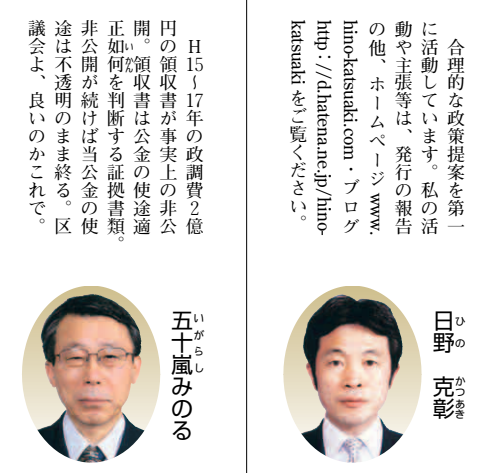 合理的な政策提案を第一
に活動しています。私の活
動や主張等は、発行の報告
の他、ホームページ www.
hino-katsuaki.com・ブログ
http://d.hatena.ne.jp/hino-
katsuaki をご覧ください。
日野 克彰
ひの かつあき
H15〜17年の政調費2億
円の領収書が事実上の非公
開。領収書は公金の使途適
正如何を判断する証拠書類。
いかん
非公開が続けば当公金の使
途は不透明のまま終る。区
議会よ、良いのかこれで。
五十嵐みのる
いがらし